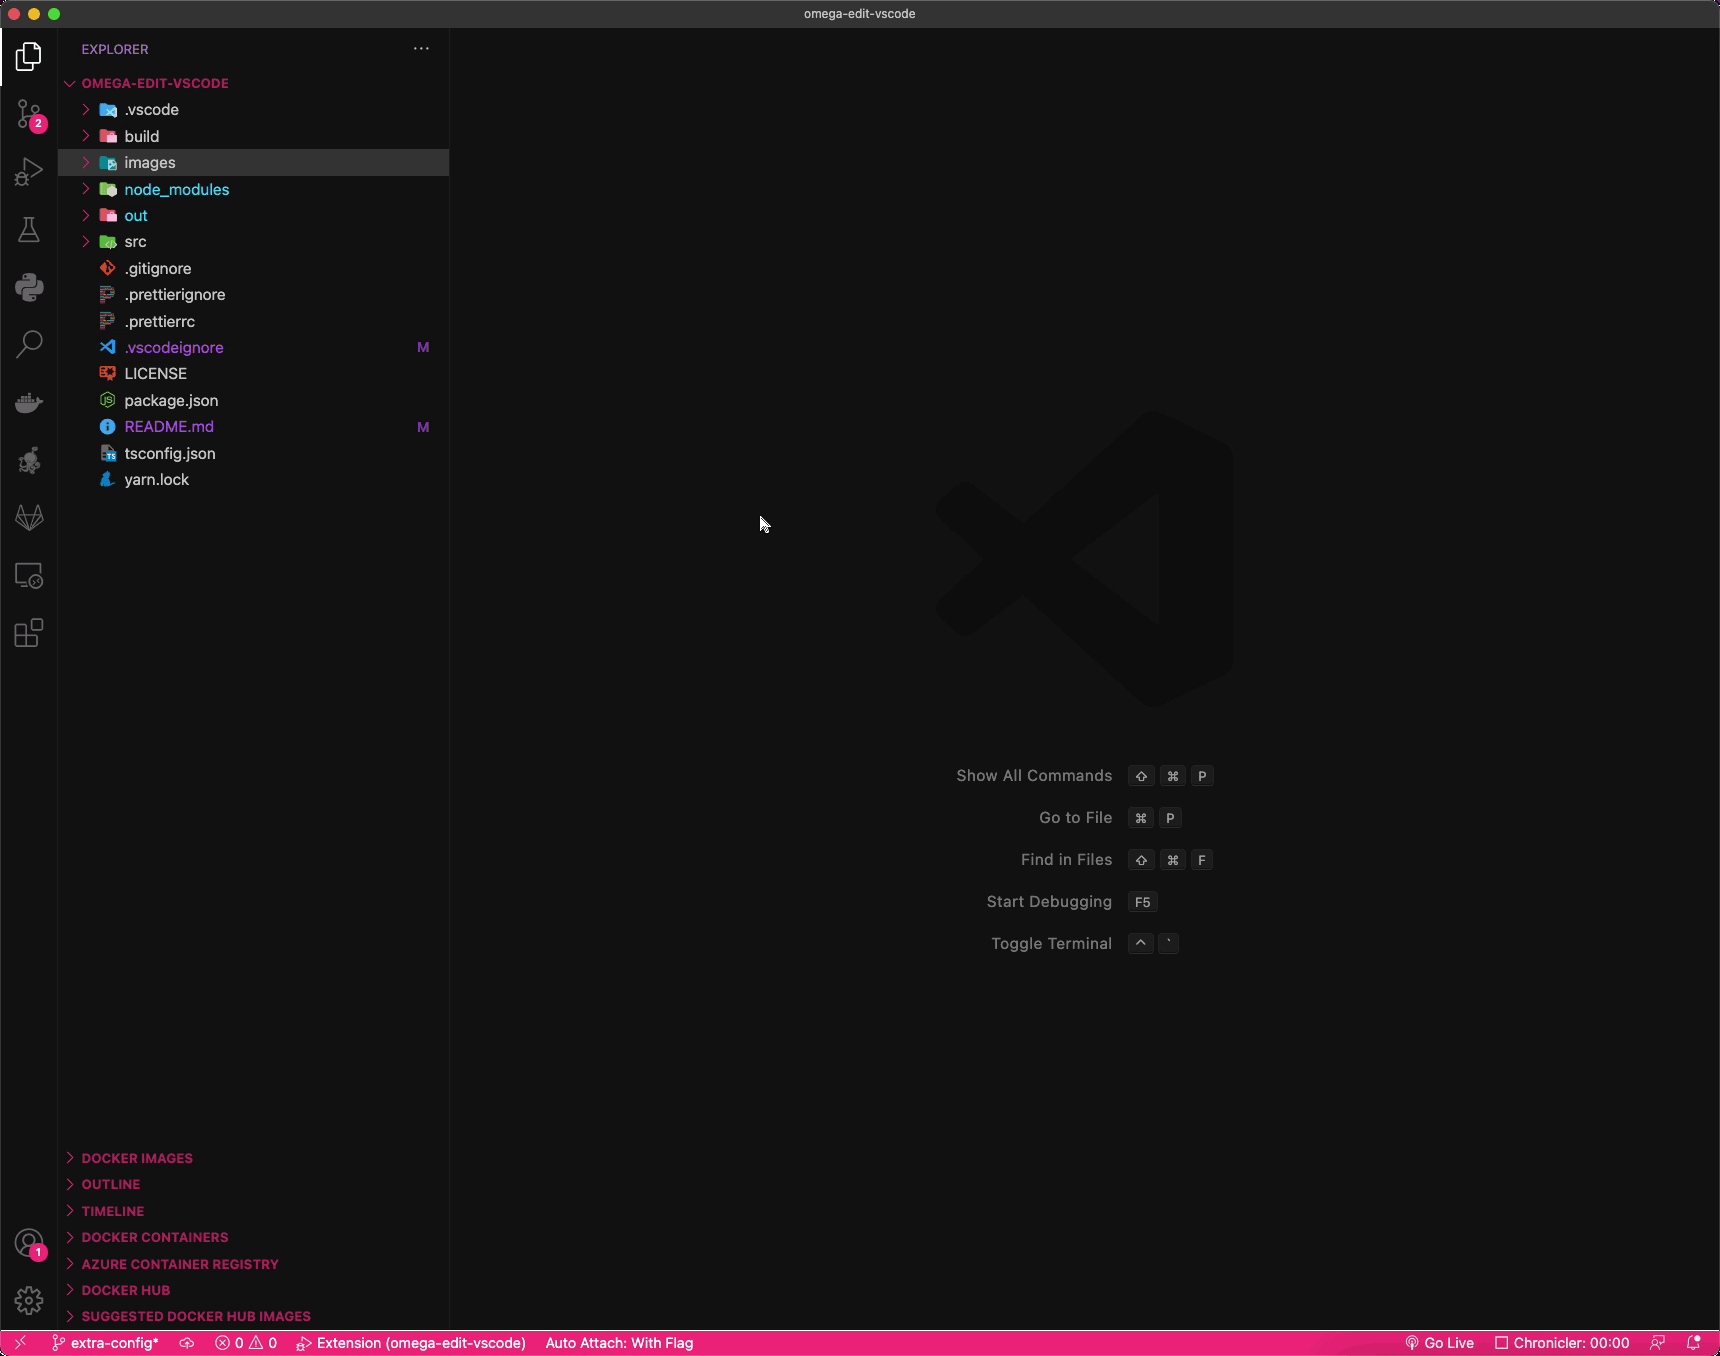 omega-edit-vscode
EXPLORER
OMEGA-EDIT-VSCODE
.vscode
build
images
node_modules
out
src
.gitignore
.prettierignore
.prettierrc
.vscodeignore M
LICENSE
package.json
README.md M
tsconfig.json
yarn.lock
2
Show All Commands ⇧ ⌘ P
Go to File ⌘ P
Find in Files ⇧ ⌘ F
Start Debugging F5
Toggle Terminal ^ `
DOCKER IMAGES
OUTLINE
TIMELINE
DOCKER CONTAINERS
AZURE CONTAINER REGISTRY
DOCKER HUB
SUGGESTED DOCKER HUB IMAGES
1
extra-config* 0 0 Extension (omega-edit-vscode) Auto Attach: With Flag Go Live Chronicler: 00:00